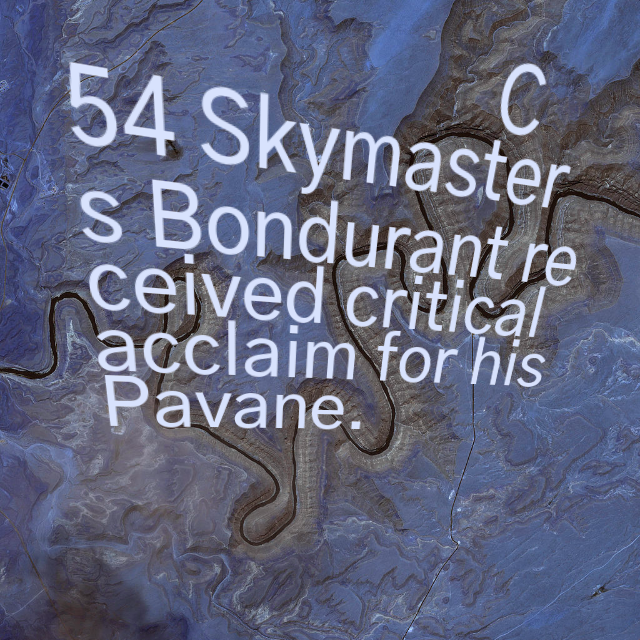 C
54 Skymaster
s Bondurant re
ceived critical
acclaim for his
Pavane.